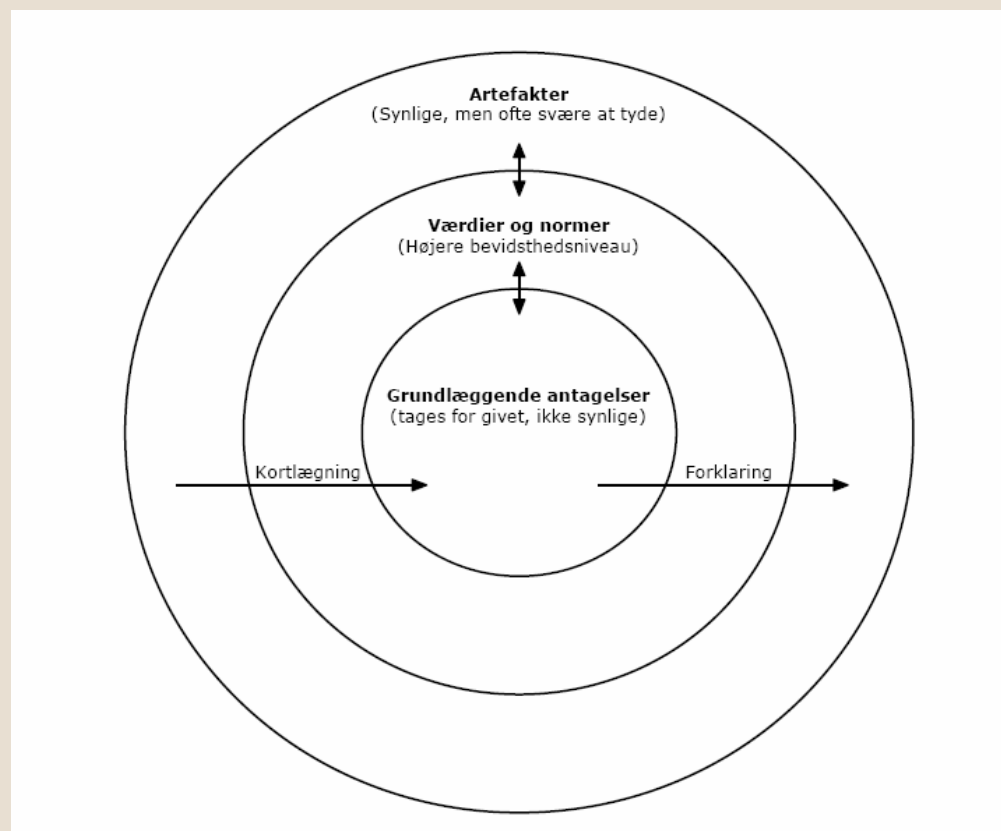 Artefakter
(Synlige, men ofte svære at tyde)
Værdier og normer
(Højere bevidsthedsniveau)
Grundlæggende antagelser
(tages for givet, ikke synlige)
Kortlægning
Forklaring